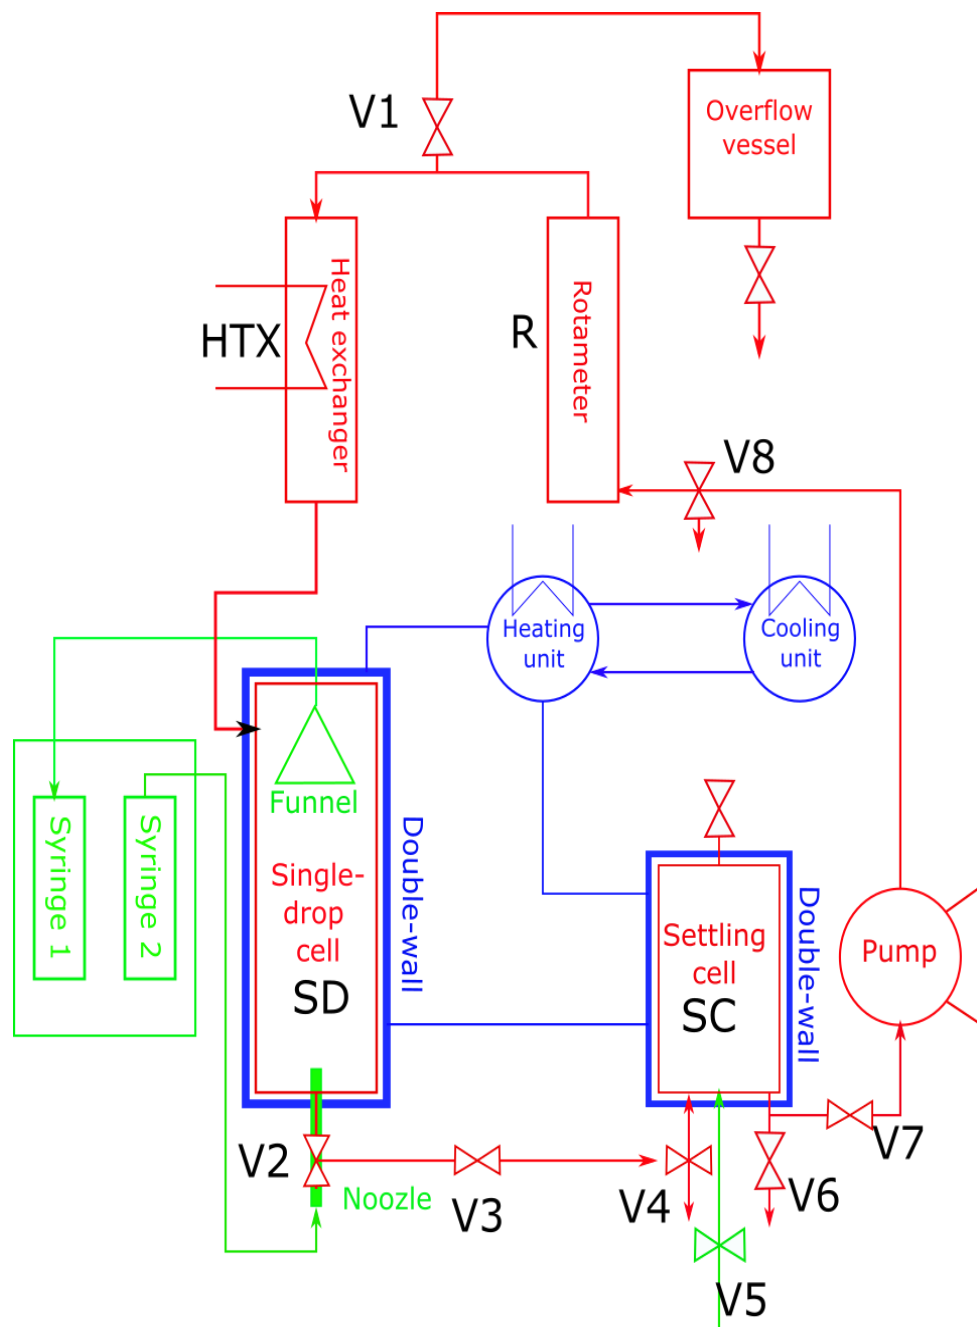 V1
Overflow
vessel
Heat exchanger
HTX
R
Rotameter
V8
Heating
unit
Cooling
unit
Funnel
Syringe 1
Syringe 2
Single-
drop
cell
SD
Double-wall
Settling
cell
SC
Double-wall
Pump
V2
Noozle
V3
V4
V5
V6
V7